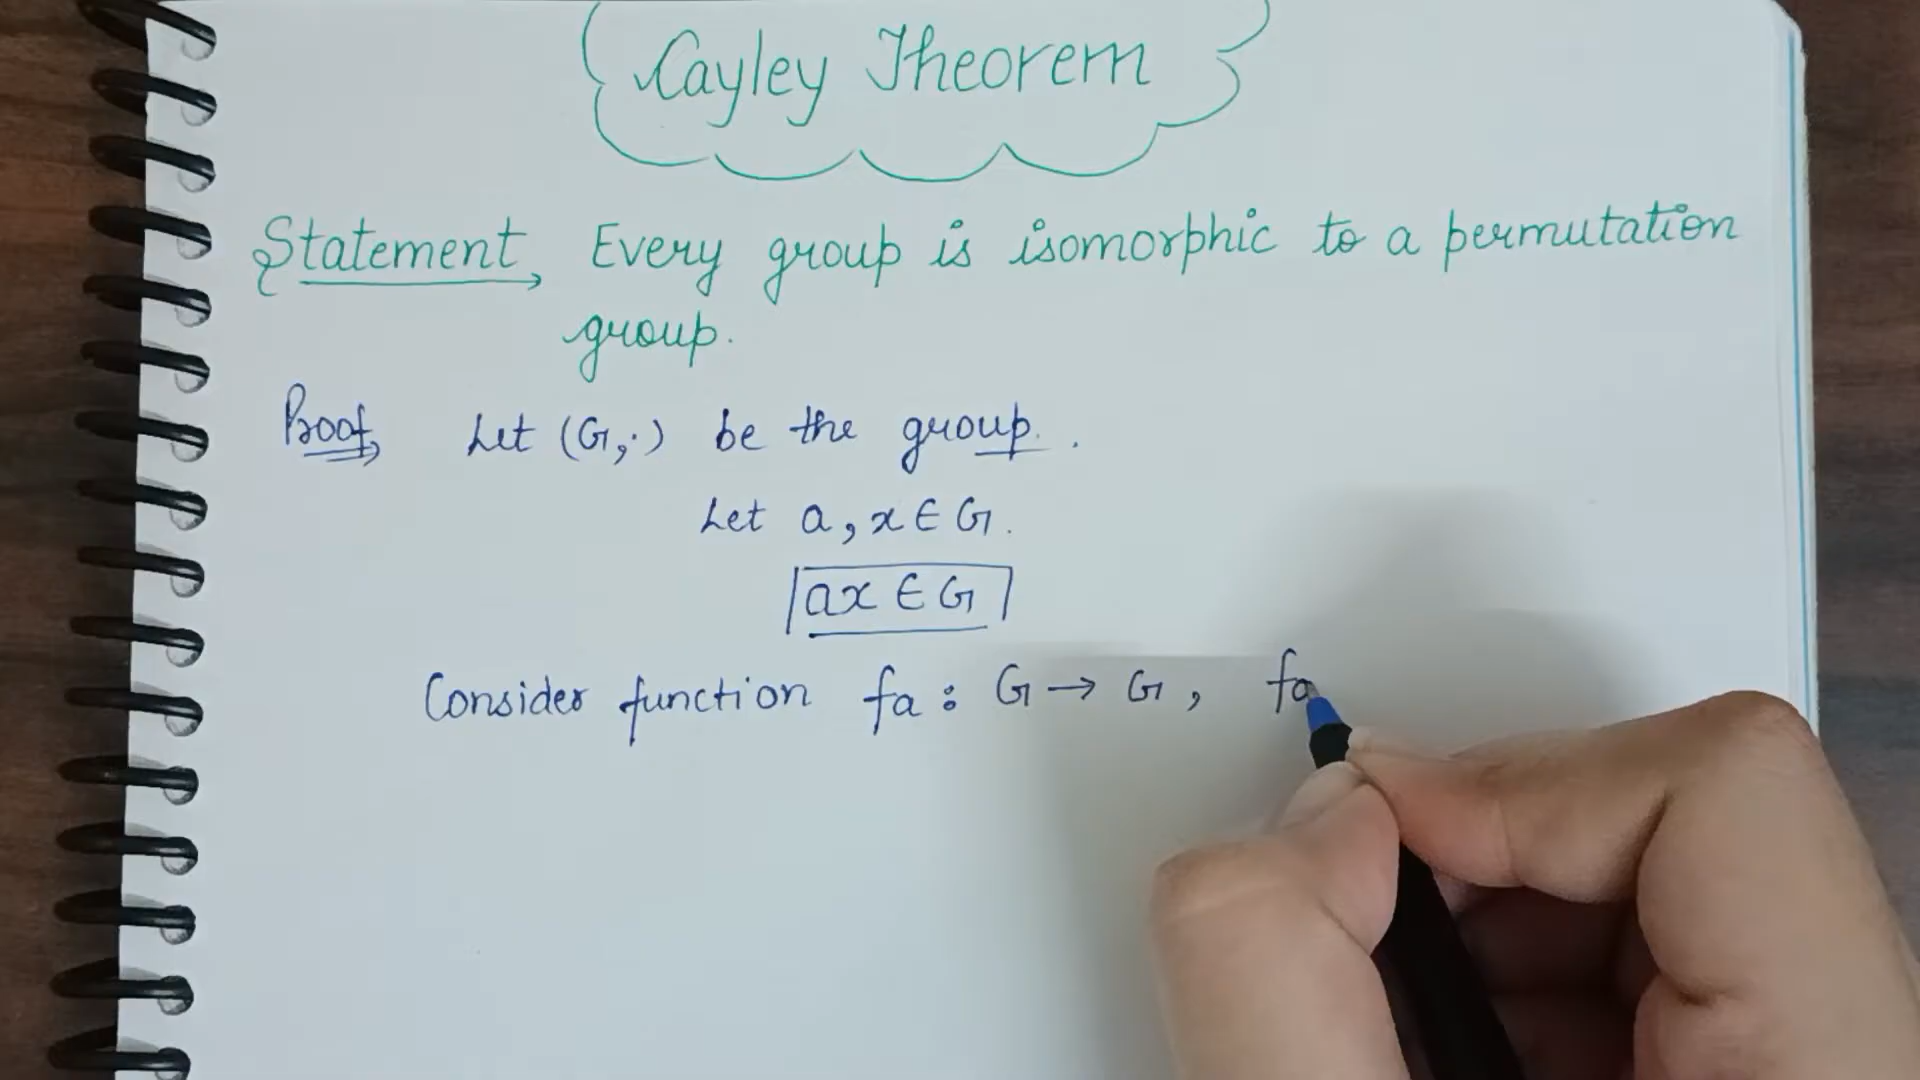 Cayley Theorem
Statement, Every group is isomorphic to a permutation
group.
Proof, Let (G,·) be the group.
Let a, x ∈ G.
ax ∈ G
Consider function fa : G → G, fa